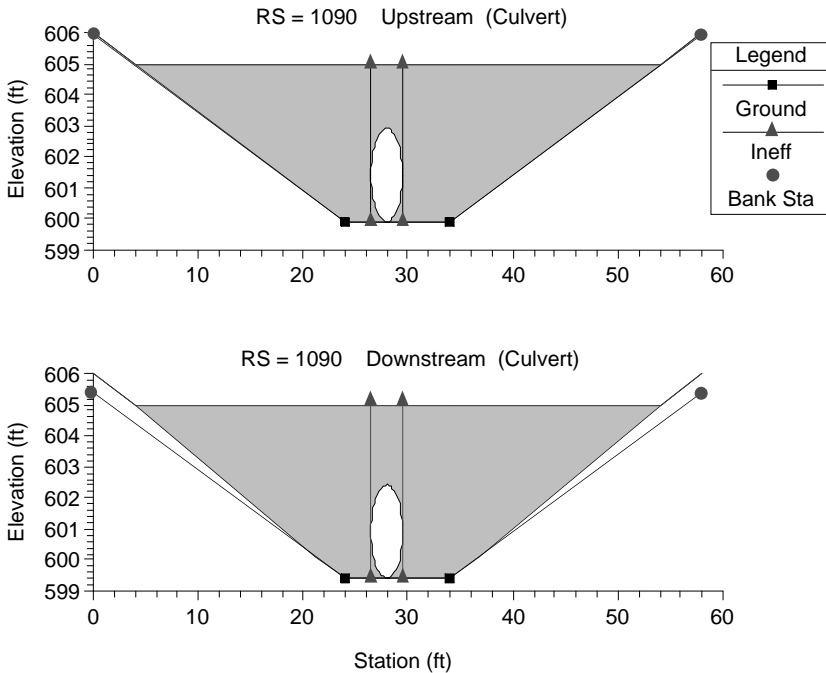 RS = 1090 Upstream (Culvert)
606
605
604
603
602
601
600
599
Elevation (ft)
0 10 20 30 40 50 60
Legend
Ground
Ineff
Bank Sta
RS = 1090 Downstream (Culvert)
606
605
604
603
602
601
600
599
Elevation (ft)
0 10 20 30 40 50 60
Station (ft)